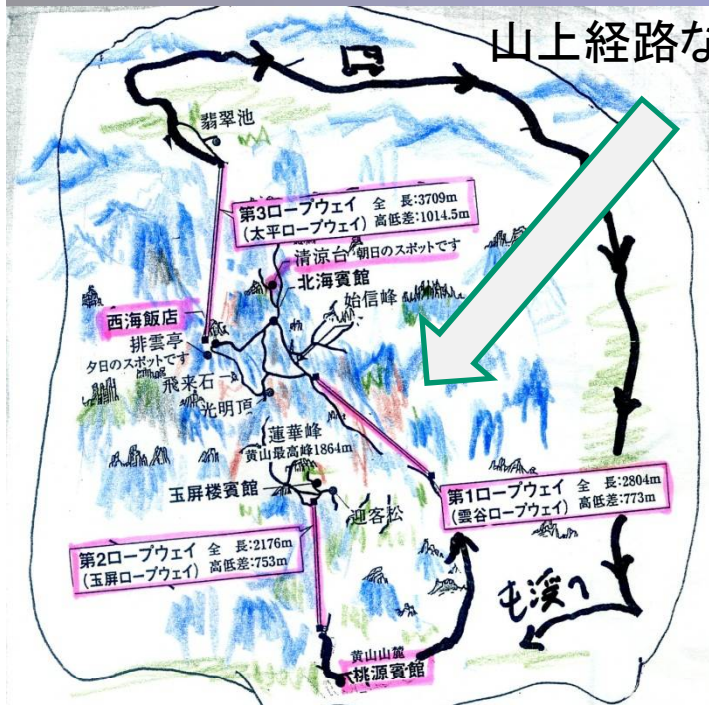 山上経路な
翡翠池
第3ロープウェイ 全 長:3709m
(太平ロープウェイ) 高低差:1014.5m
清涼台 朝日のスポットです
北海賓館
始信峰
西海飯店
排雲亭
夕日のスポットです
飛来石
光明頂
蓮華峰
黄山最高峰1864m
玉屏楼賓館
迎客松
第1ロープウェイ 全 長:2804m
(雲谷ロープウェイ) 高低差:773m
第2ロープウェイ 全 長:2176m
(玉屏ロープウェイ) 高低差:753m
屯渓へ
黄山山麓
桃源賓館